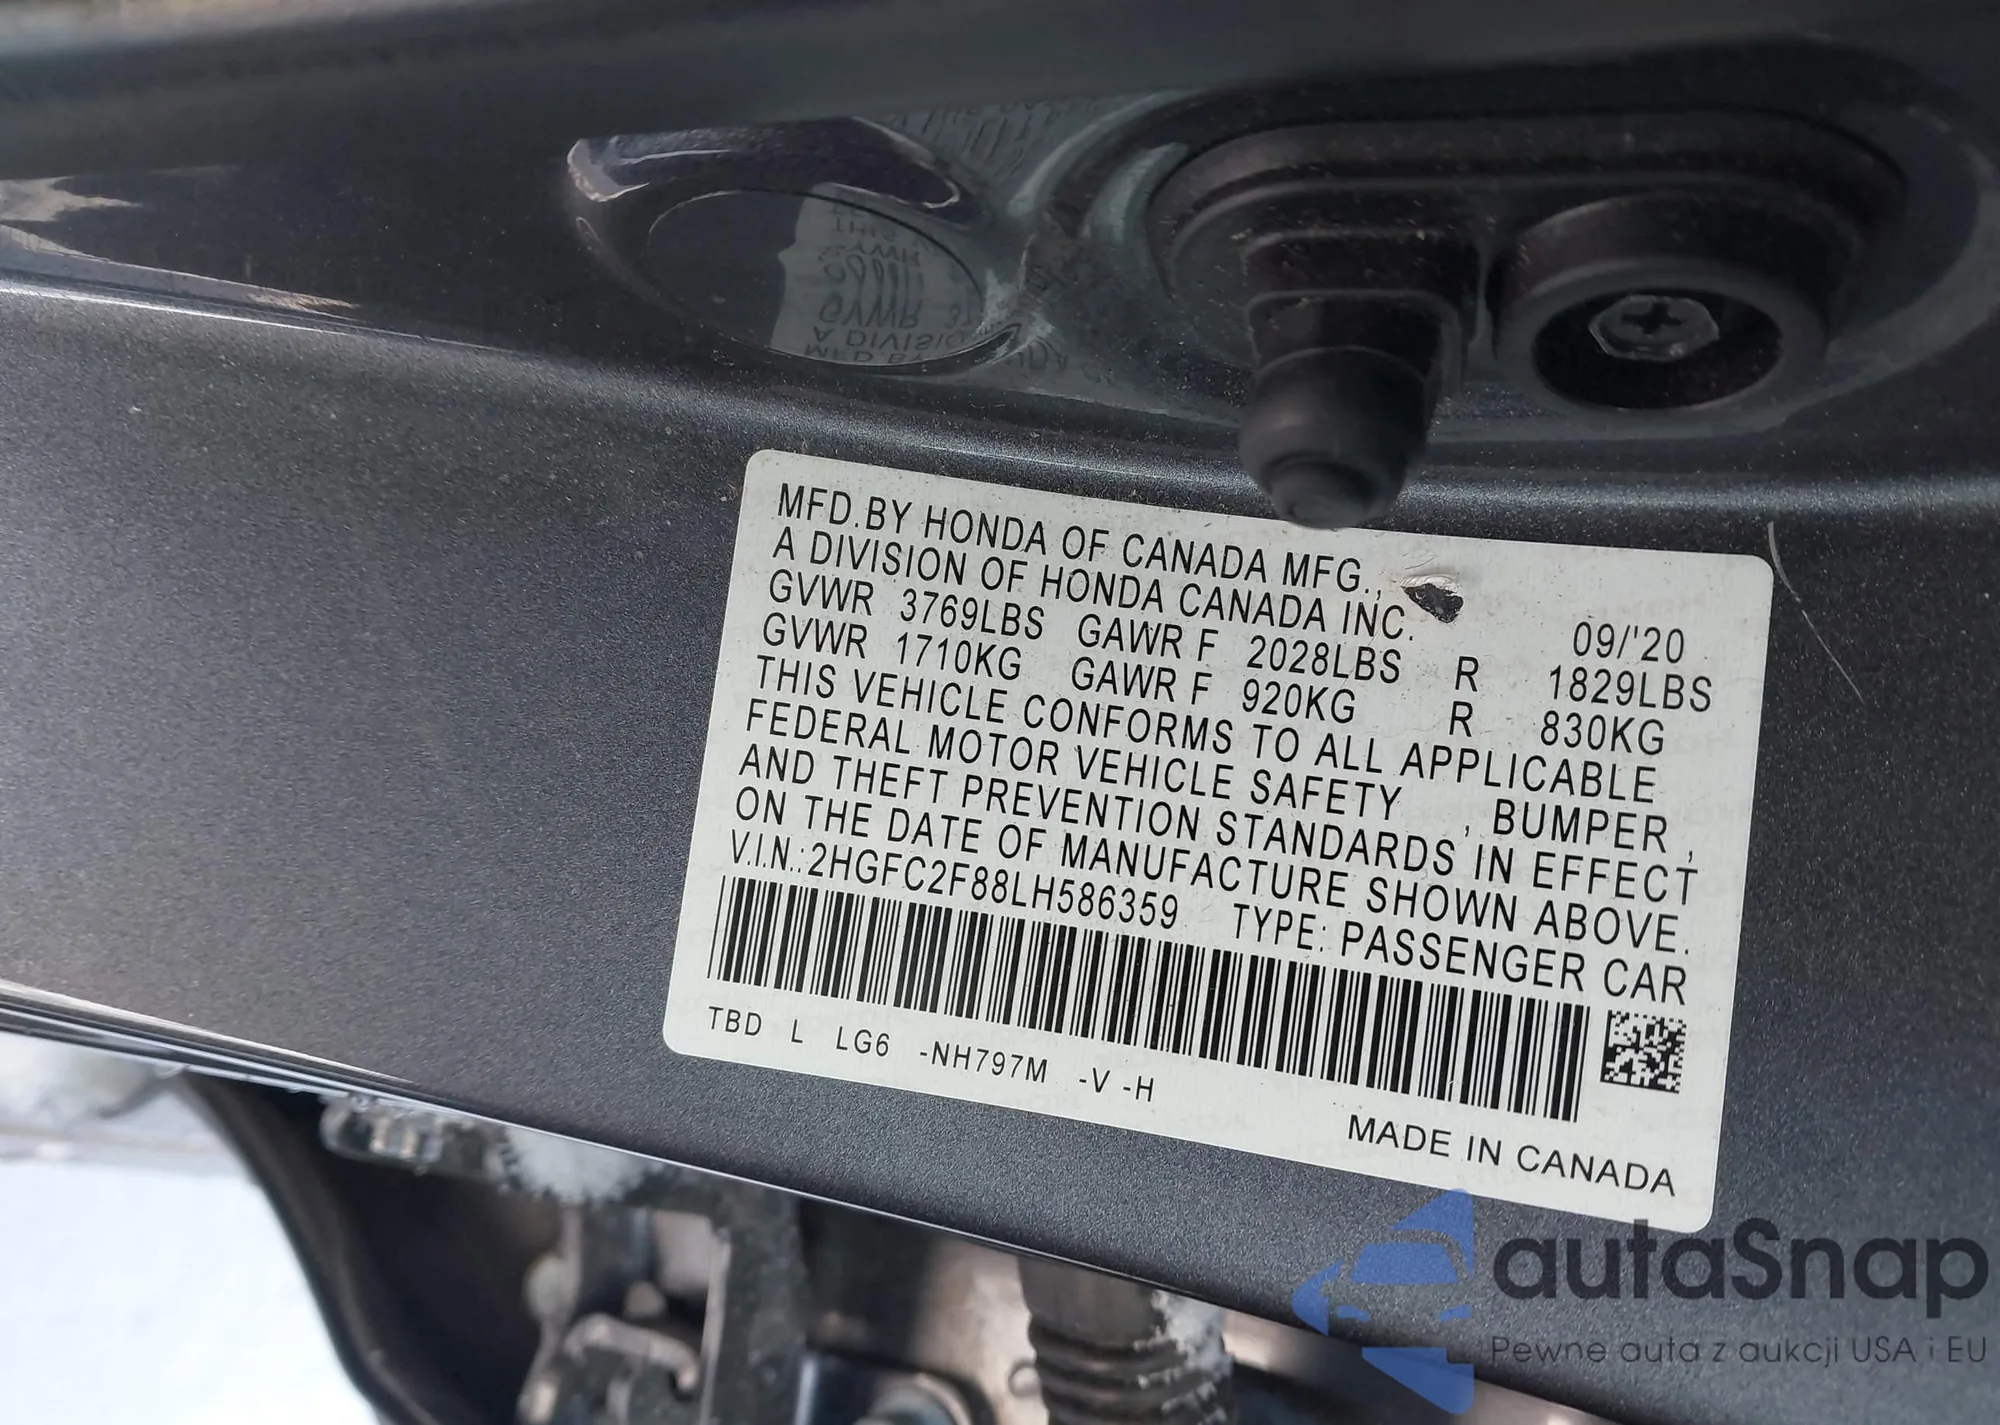 MFD.BY HONDA OF CANADA MFG.,
A DIVISION OF HONDA CANADA INC. 09/'20
GVWR 3769LBS GAWR F 2028LBS R 1829LBS
GVWR 1710KG GAWR F 920KG R 830KG
THIS VEHICLE CONFORMS TO ALL APPLICABLE
FEDERAL MOTOR VEHICLE SAFETY , BUMPER ,
AND THEFT PREVENTION STANDARDS IN EFFECT
ON THE DATE OF MANUFACTURE SHOWN ABOVE.
V.I.N.:2HGFC2F88LH586359 TYPE: PASSENGER CAR
TBD L LG6 -NH797M -V -H
MADE IN CANADA
autaSnap
Pewne auta z aukcji USA i EU